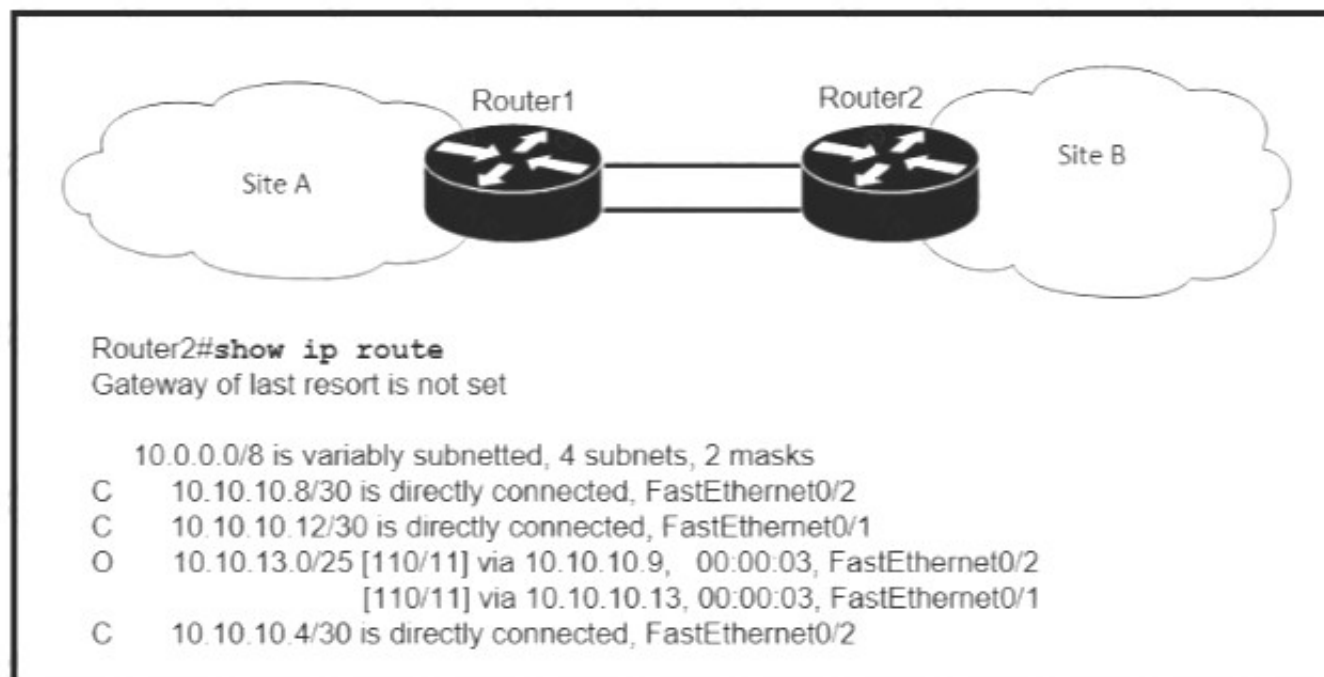 Router1
Router2
Site A
Site B
Router2#show ip route
Gateway of last resort is not set
10.0.0.0/8 is variably subnetted, 4 subnets, 2 masks
C 10.10.10.8/30 is directly connected, FastEthernet0/2
C 10.10.10.12/30 is directly connected, FastEthernet0/1
O 10.10.13.0/25 [110/11] via 10.10.10.9, 00:00:03, FastEthernet0/2
[110/11] via 10.10.10.13, 00:00:03, FastEthernet0/1
C 10.10.10.4/30 is directly connected, FastEthernet0/2